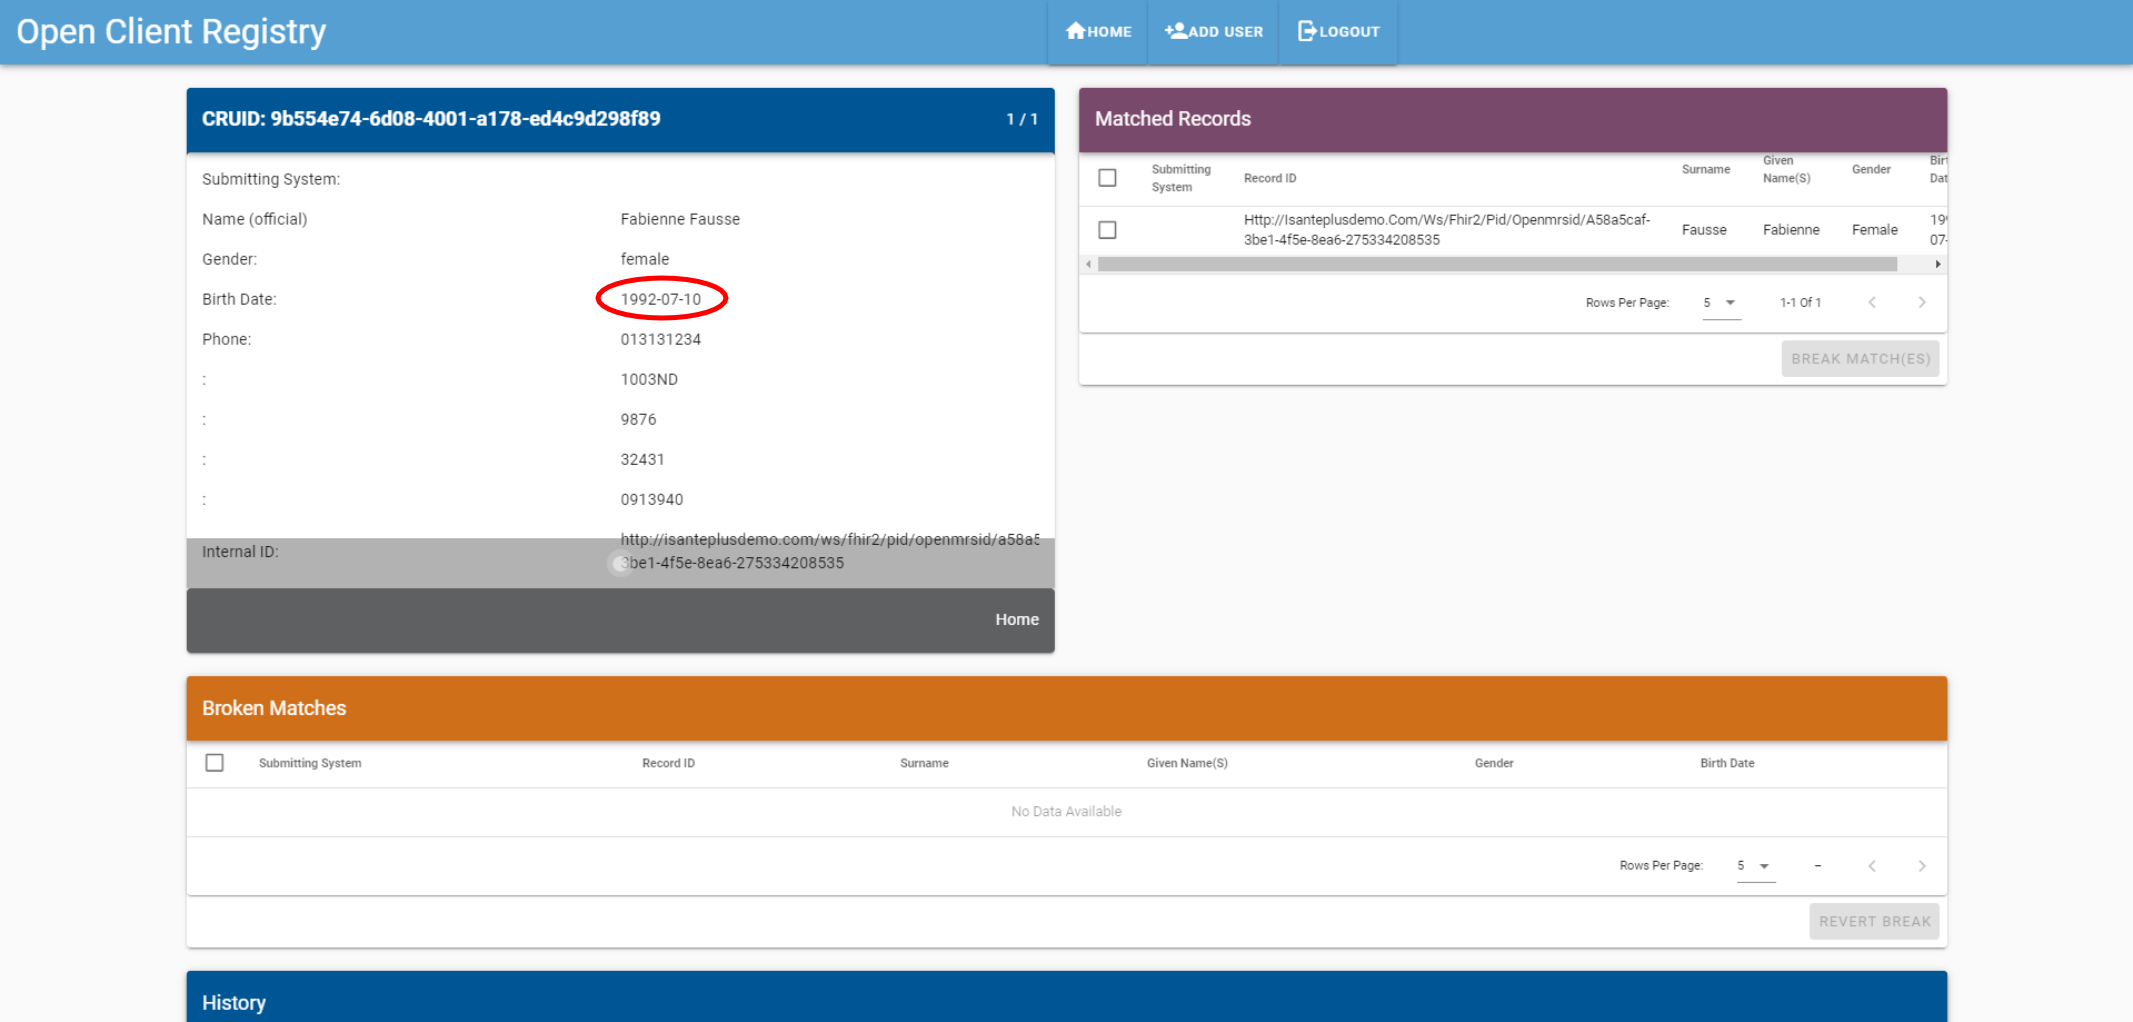 Open Client Registry
HOME
ADD USER
LOGOUT
CRUID: 9b554e74-6d08-4001-a178-ed4c9d298f89
1 / 1
Submitting System:
Name (official)
Fabienne Fausse
Gender:
female
Birth Date:
1992-07-10
Phone:
013131234
:
1003ND
:
9876
:
32431
:
0913940
Internal ID:
http://isanteplusdemo.com/ws/fhir2/pid/openmrsid/a58a5
3be1-4f5e-8ea6-275334208535
Home
Matched Records
Submitting
System
Record ID
Surname
Given
Name(S)
Gender
Bir
Dat
Http://Isanteplusdemo.Com/Ws/Fhir2/Pid/Openmrsid/A58a5caf-
3be1-4f5e-8ea6-275334208535
Fausse
Fabienne
Female
19
07-
Rows Per Page:
5
1-1 Of 1
BREAK MATCH(ES)
Broken Matches
Submitting System
Record ID
Surname
Given Name(S)
Gender
Birth Date
No Data Available
Rows Per Page:
5
–
REVERT BREAK
History